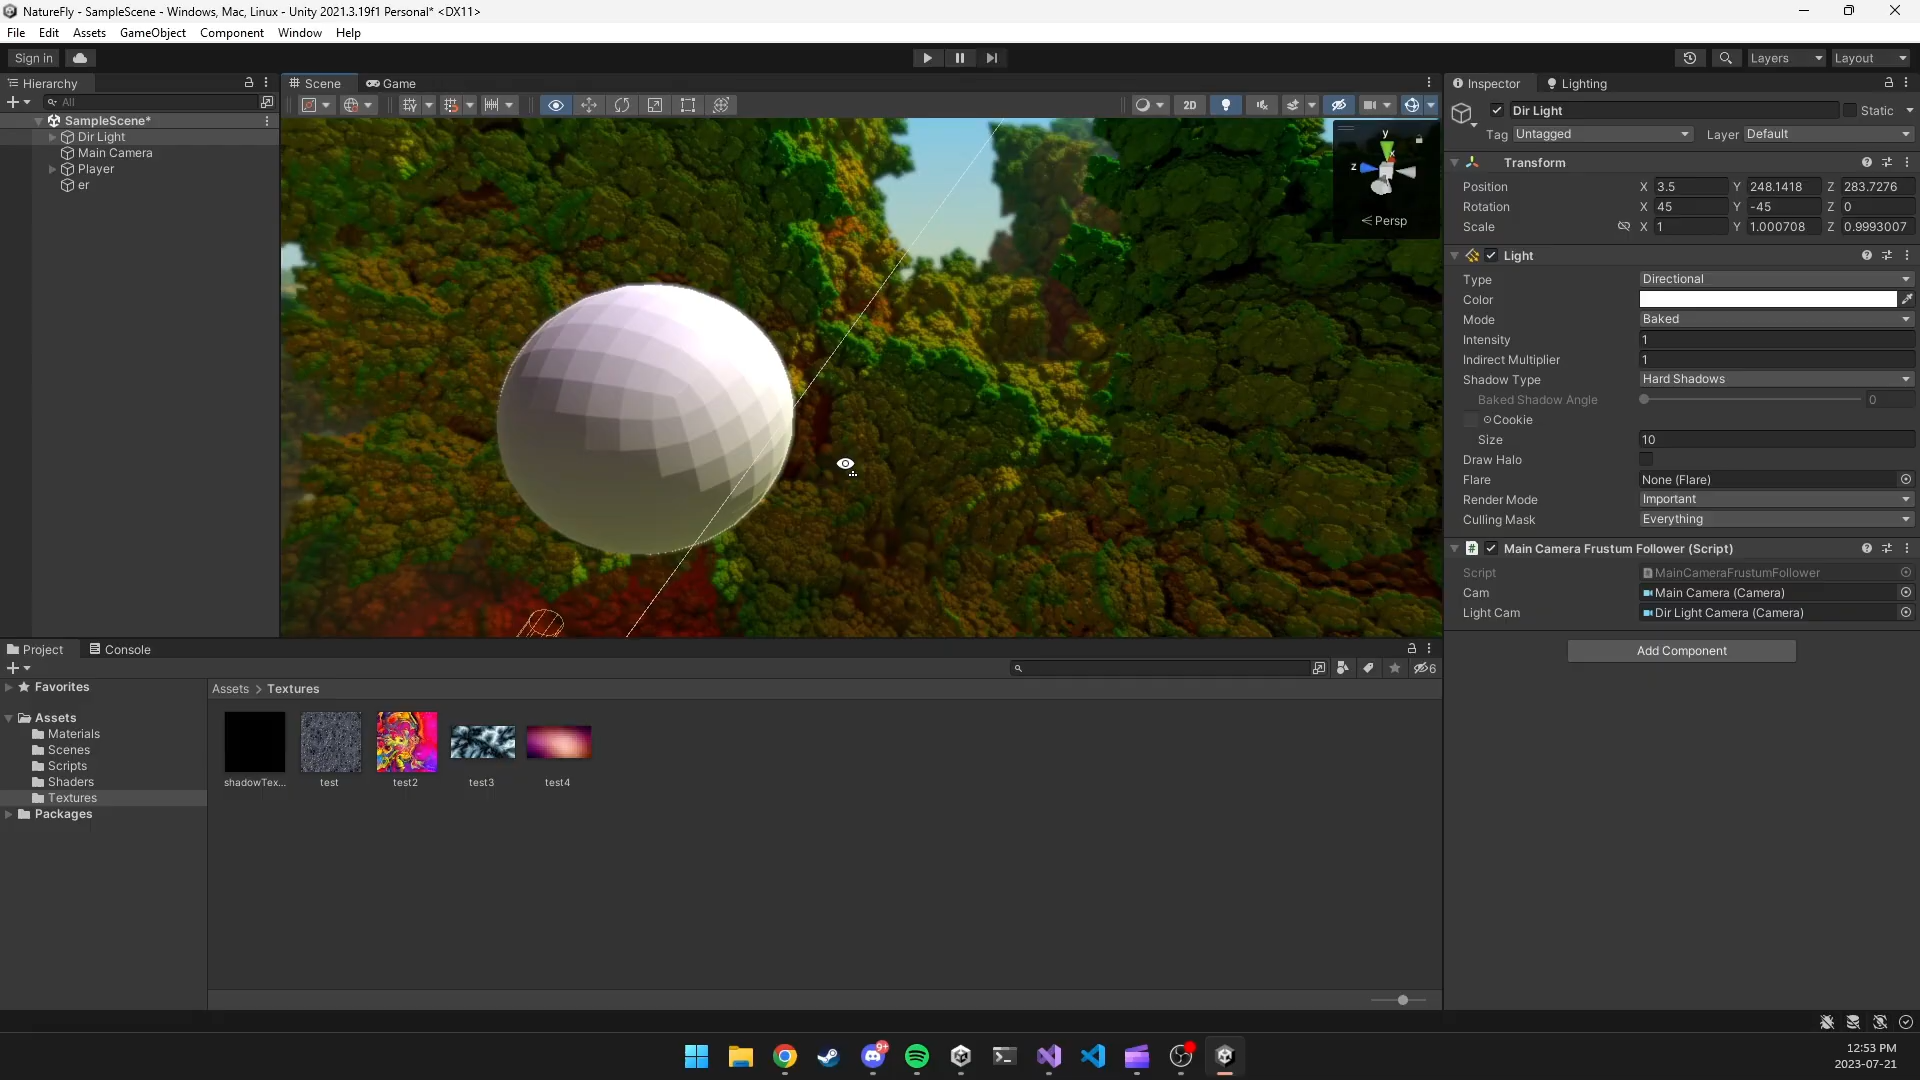 NatureFly - SampleScene - Windows, Mac, Linux - Unity 2021.3.19f1 Personal* <DX11>
File Edit Assets GameObject Component Window Help
Sign in
Layers
Layout
Hierarchy
All
SampleScene*
Dir Light
Main Camera
Player
er
Scene
Game
2D
y
x
z
< Persp
Inspector
Lighting
Dir Light
Static
Tag Untagged
Layer Default
Transform
Position X 3.5 Y 248.1418 Z 283.7276
Rotation X 45 Y -45 Z 0
Scale X 1 Y 1.000708 Z 0.9993007
Light
Type Directional
Color
Mode Baked
Intensity 1
Indirect Multiplier 1
Shadow Type Hard Shadows
Baked Shadow Angle 0
Cookie
Size 10
Draw Halo
Flare None (Flare)
Render Mode Important
Culling Mask Everything
# Main Camera Frustum Follower (Script)
Script MainCameraFrustumFollower
Cam Main Camera (Camera)
Light Cam Dir Light Camera (Camera)
Add Component
Project
Console
6
Favorites
Assets
Materials
Scenes
Scripts
Shaders
Textures
Packages
Assets > Textures
shadowTex...
test
test2
test3
test4
9+
12:53 PM
2023-07-21